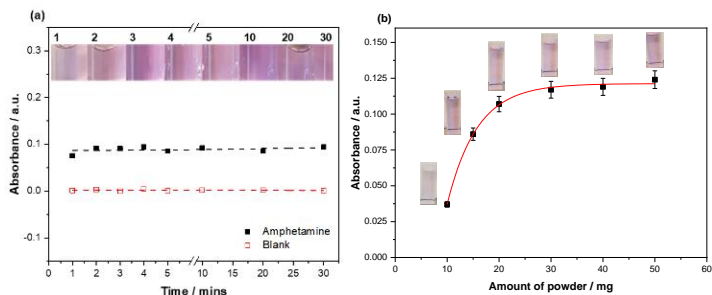 (a)
1 2 3 4 5 10 20 30
0.3
0.2
0.1
0.0
-0.1
Absorbance / a.u.
Amphetamine
Blank
1 2 3 4 5 10 15 20 25 30
Time / mins
(b)
0.150
0.125
0.100
0.075
0.050
0.025
0.000
Absorbance / a.u.
0 10 20 30 40 50 60
Amount of powder / mg